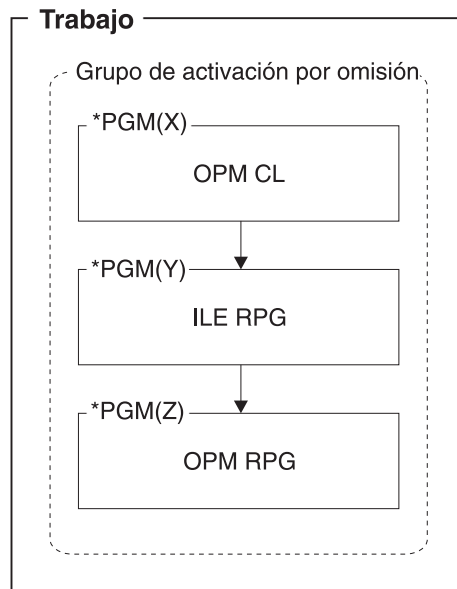 Trabajo
Grupo de activación por omisión
*PGM(X)
OPM CL
*PGM(Y)
ILE RPG
*PGM(Z)
OPM RPG